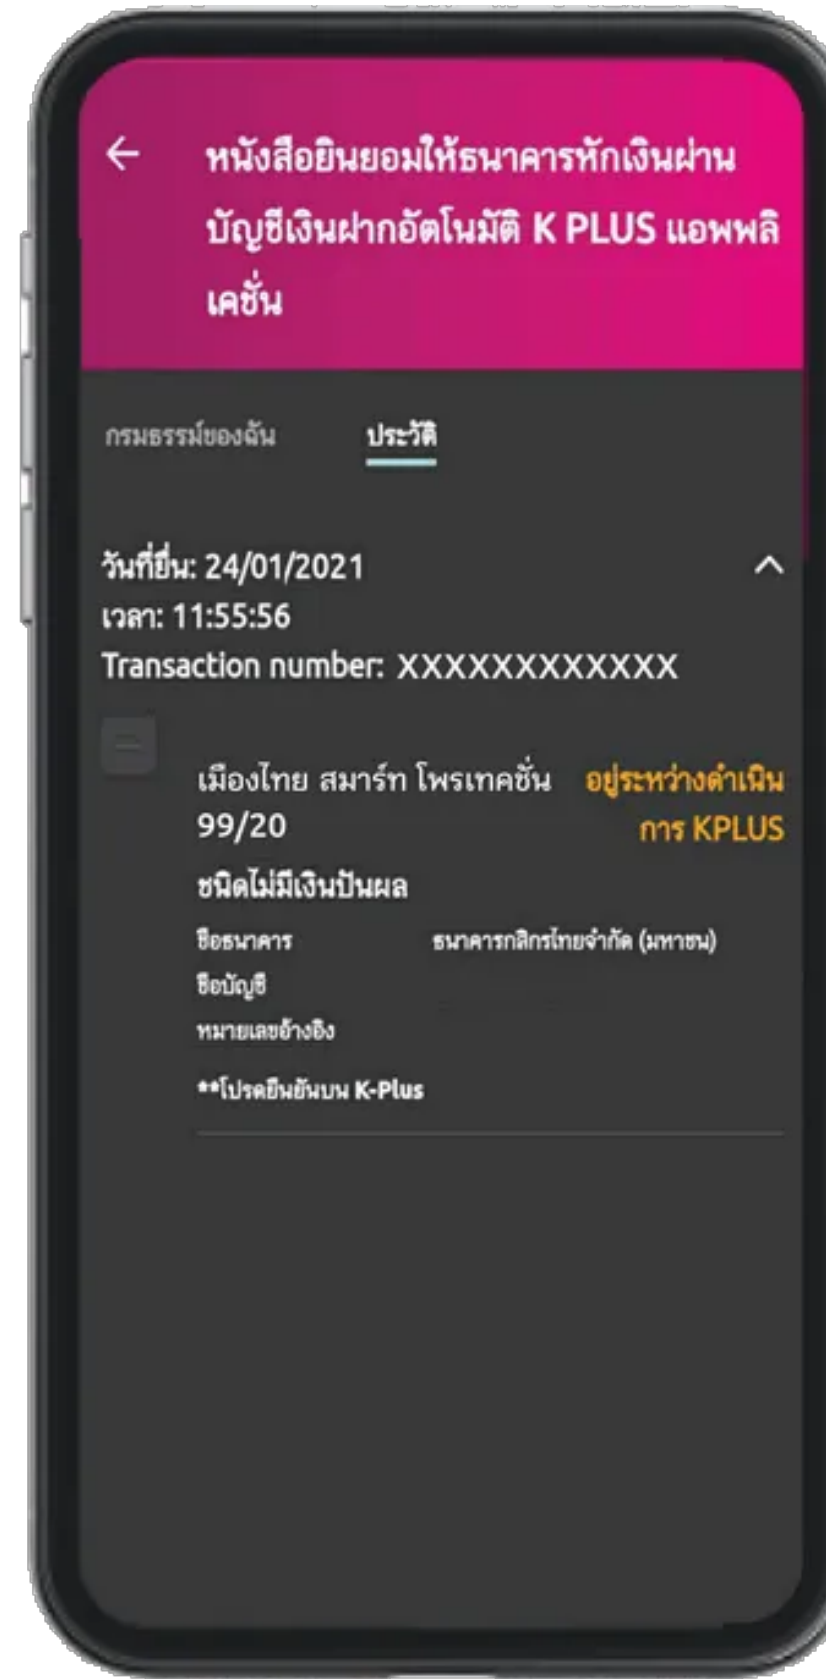 หนังสือยินยอมให้ธนาคารหักเงินผ่าน
บัญชีเงินฝากอัตโนมัติ K PLUS แอพพลิ
เคชั่น
กรมธรรม์ของฉัน ประวัติ
วันที่ยื่น: 24/01/2021
เวลา: 11:55:56
Transaction number: XXXXXXXXXXXX
เมืองไทย สมาร์ท โพรเทคชั่น อยู่ระหว่างดำเนิน
99/20 การ KPLUS
ชนิดไม่มีเงินปันผล
ชื่อธนาคาร ธนาคารกสิกรไทยจำกัด (มหาชน)
ชื่อบัญชี
หมายเลขอ้างอิง
**โปรดยืนยันบน K-Plus